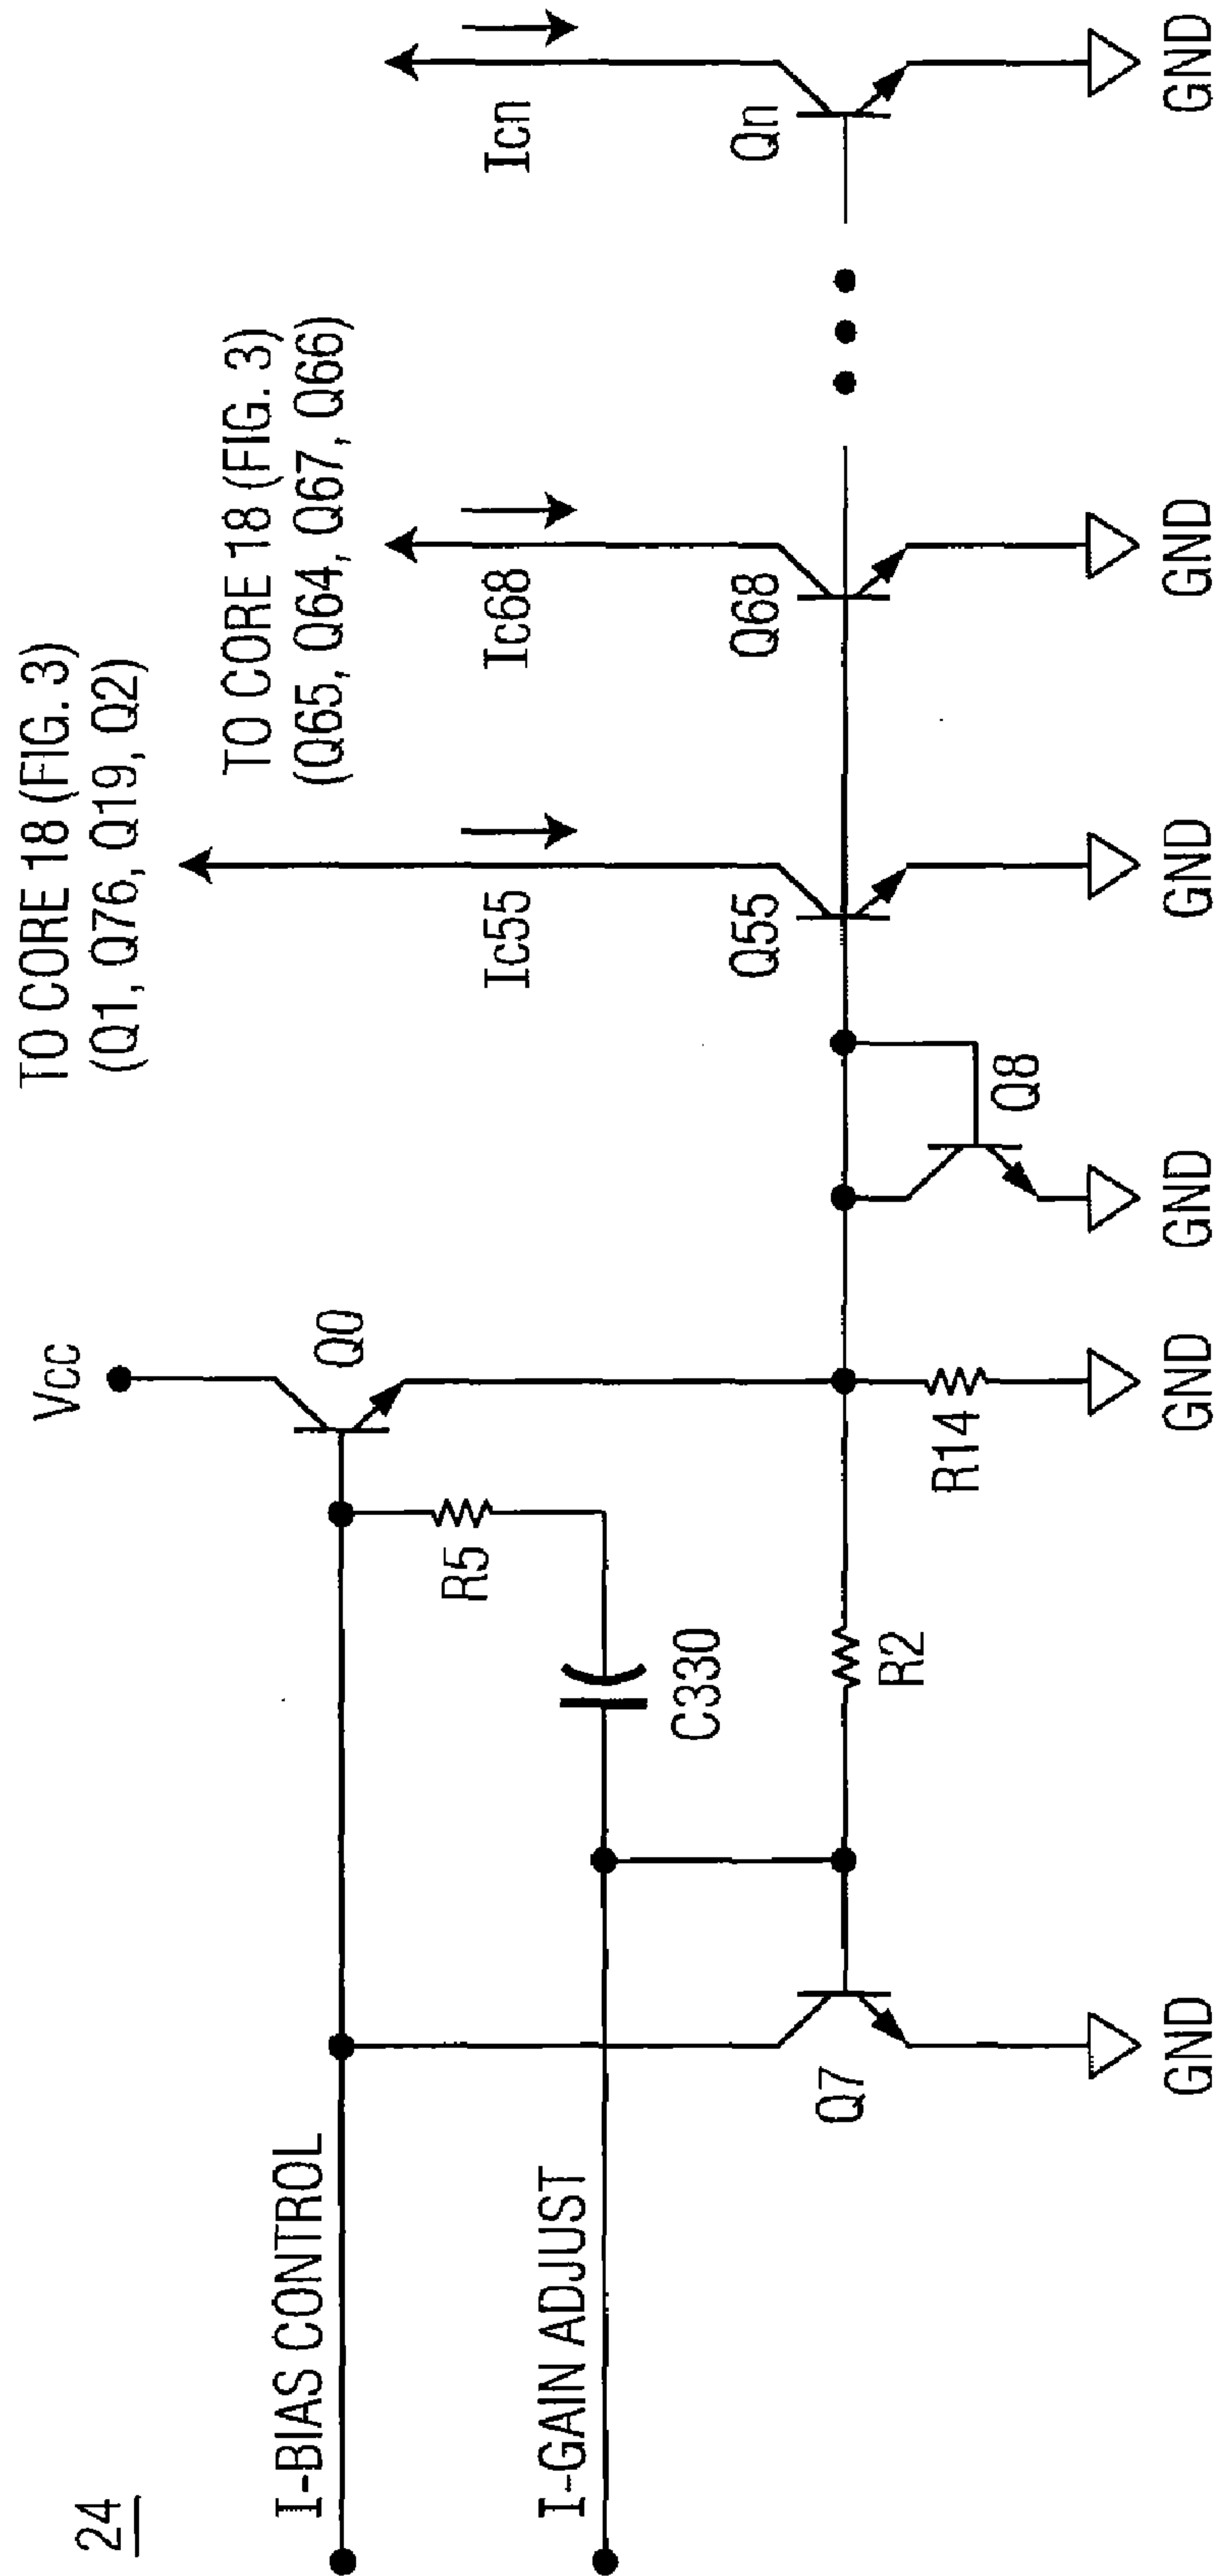 24
TO CORE 18 (FIG. 3)
(Q1, Q76, Q19, Q2)
TO CORE 18 (FIG. 3)
(Q65, Q64, Q67, Q66)
Vcc
I-BIAS CONTROL
Q0
Ic55
Ic68
Icn
R5
I-GAIN ADJUST
C330
Q55
Q68
Qn
Q7
R2
R14
Q8
GND
GND
GND
GND
GND
GND